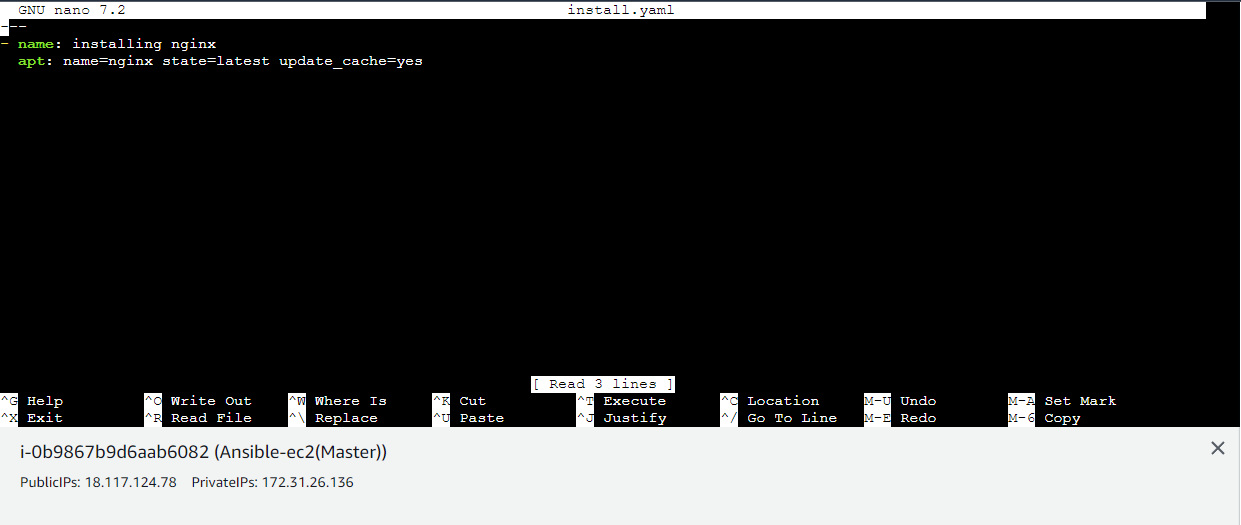 GNU nano 7.2 install.yaml
---
- name: installing nginx
apt: name=nginx state=latest update_cache=yes
[ Read 3 lines ]
^G Help ^O Write Out ^W Where Is ^K Cut ^T Execute ^C Location M-U Undo M-A Set Mark
^X Exit ^R Read File ^\ Replace ^U Paste ^J Justify ^/ Go To Line M-E Redo M-6 Copy
i-0b9867b9d6aab6082 (Ansible-ec2(Master))
PublicIPs: 18.117.124.78 PrivateIPs: 172.31.26.136